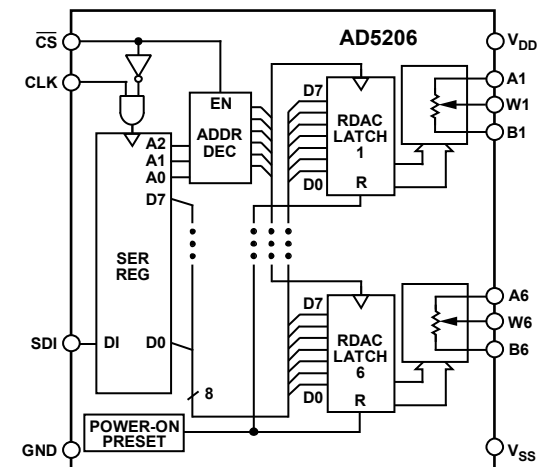 AD5206
CS
CLK
VDD
A1
W1
B1
EN
ADDR
DEC
D7
RDAC
LATCH
1
R
D0
A2
A1
A0
D7
SER
REG
SDI
DI
D0
8
D7
RDAC
LATCH
6
R
D0
A6
W6
B6
POWER-ON
PRESET
GND
VSS